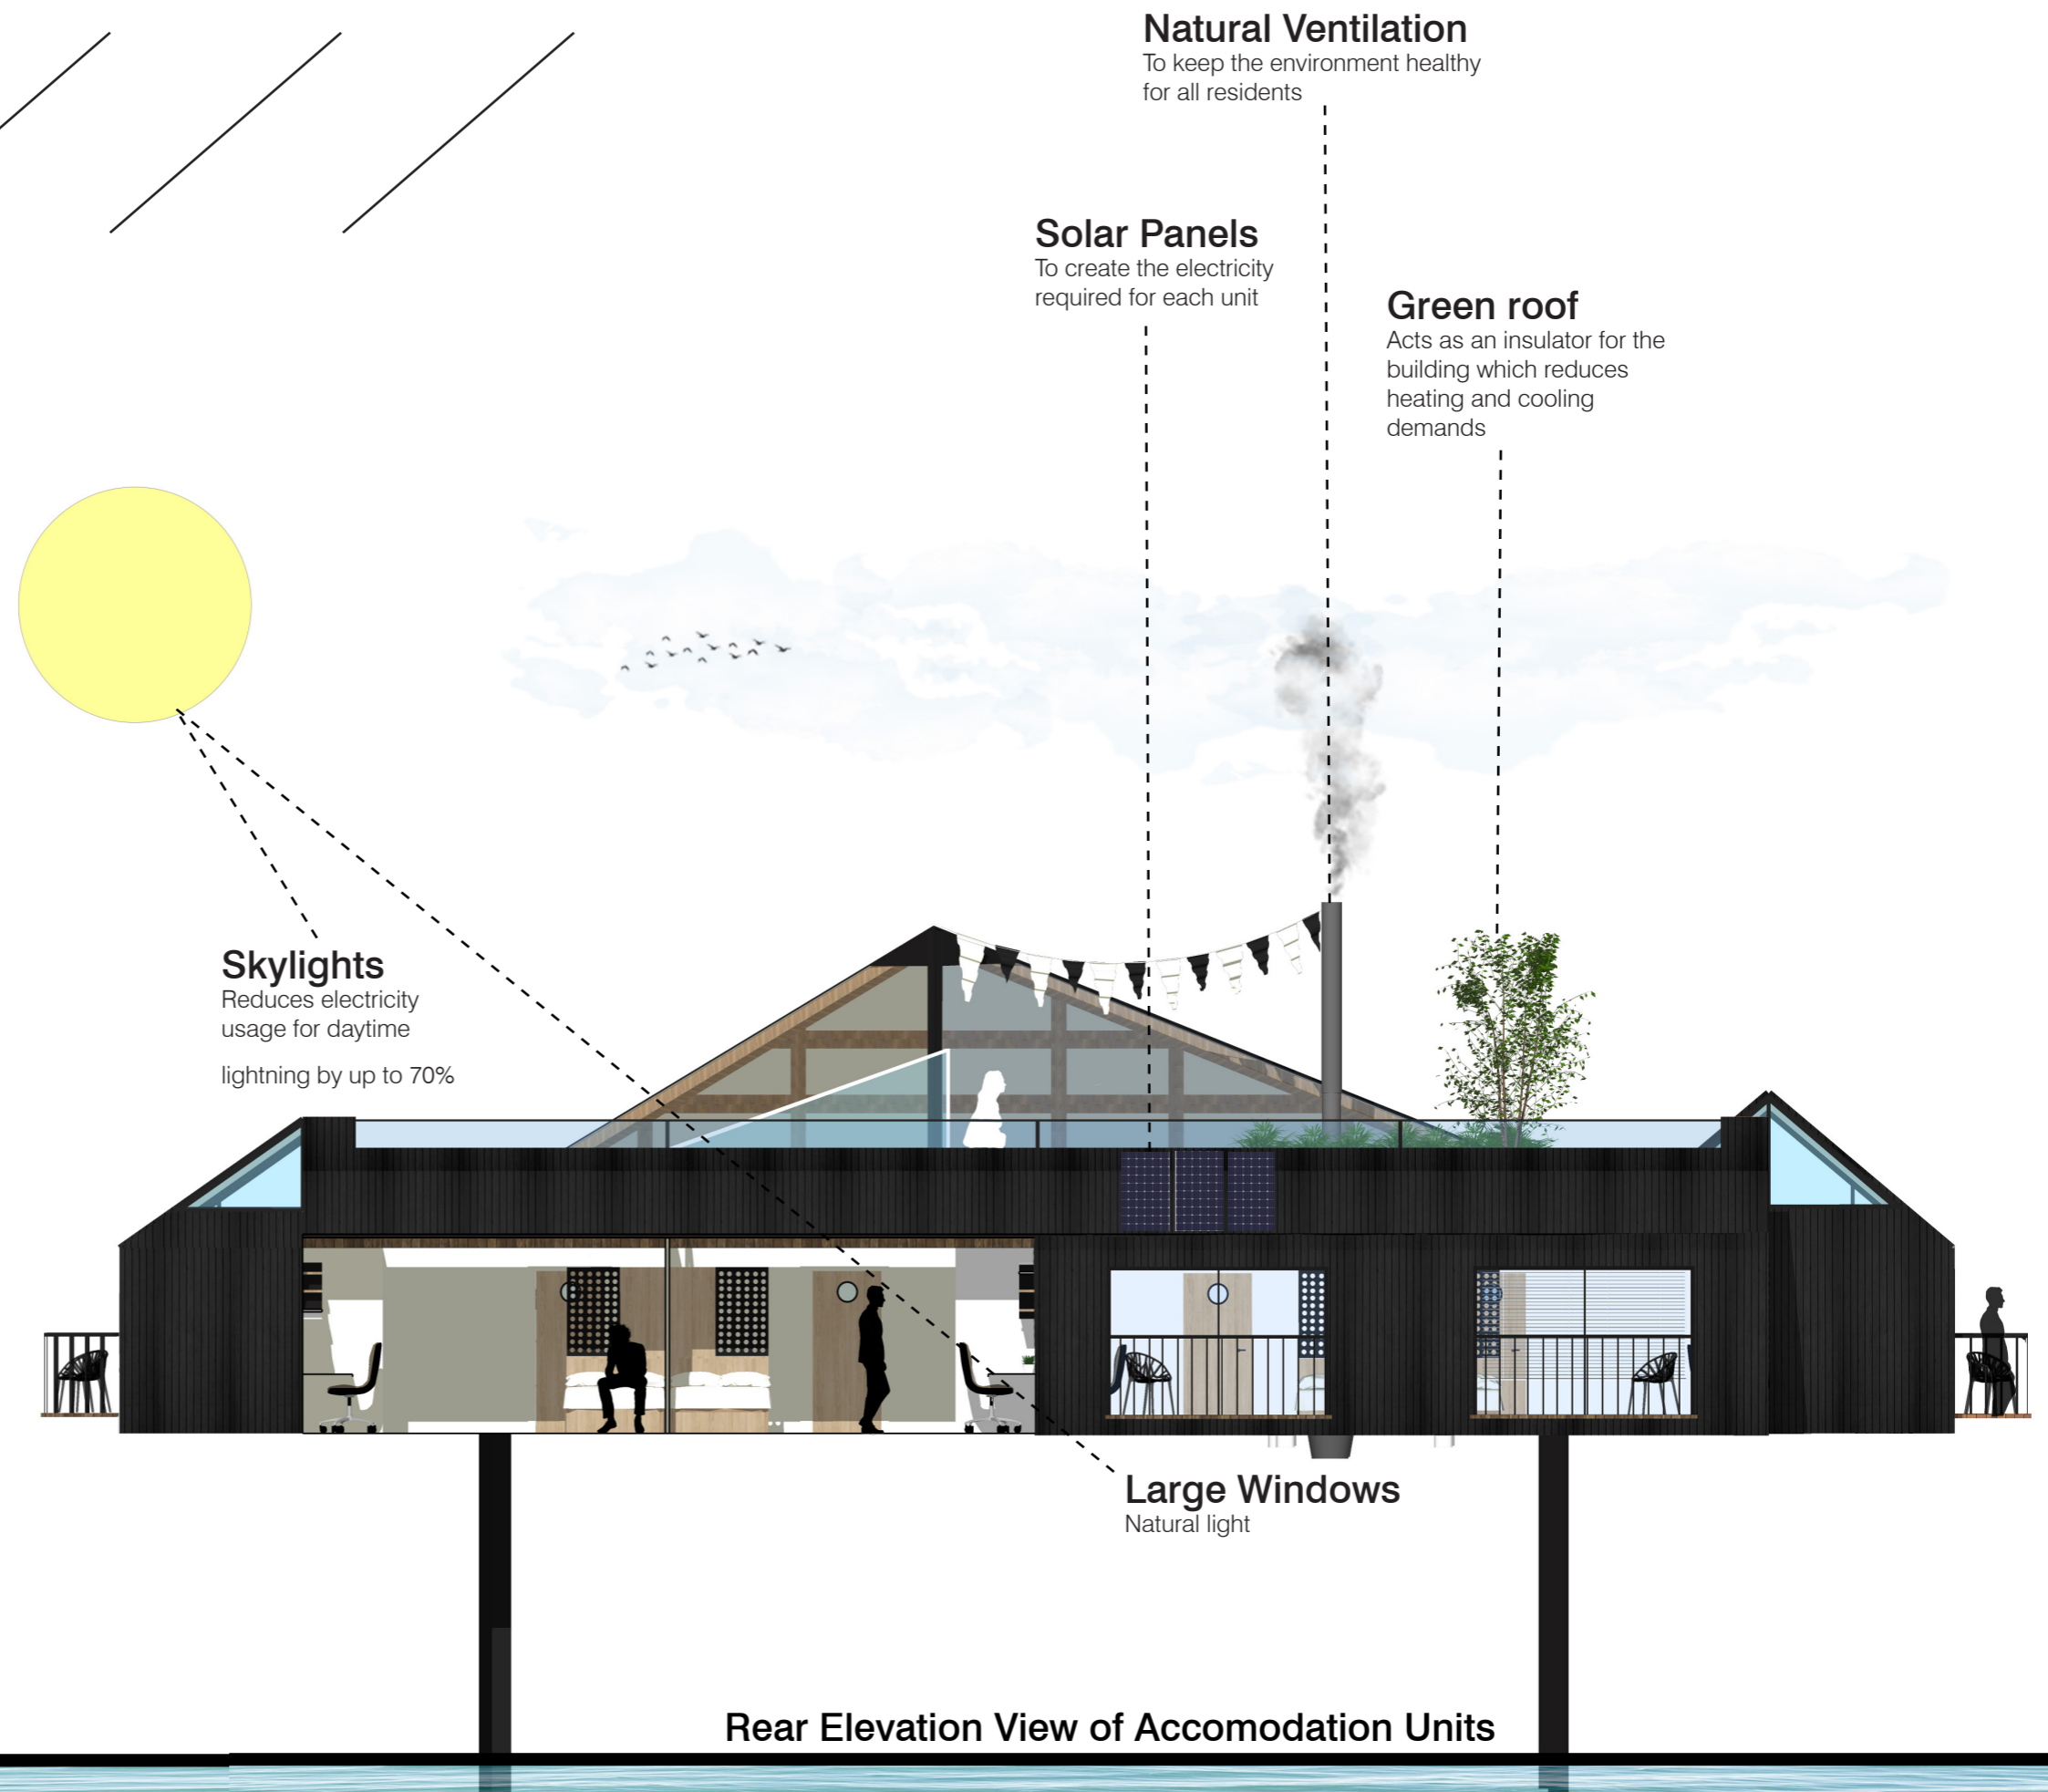 Natural Ventilation
To keep the environment healthy
for all residents
Solar Panels
To create the electricity
required for each unit
Green roof
Acts as an insulator for the
building which reduces
heating and cooling
demands
Skylights
Reduces electricity
usage for daytime
lightning by up to 70%
Large Windows
Natural light
Rear Elevation View of Accomodation Units